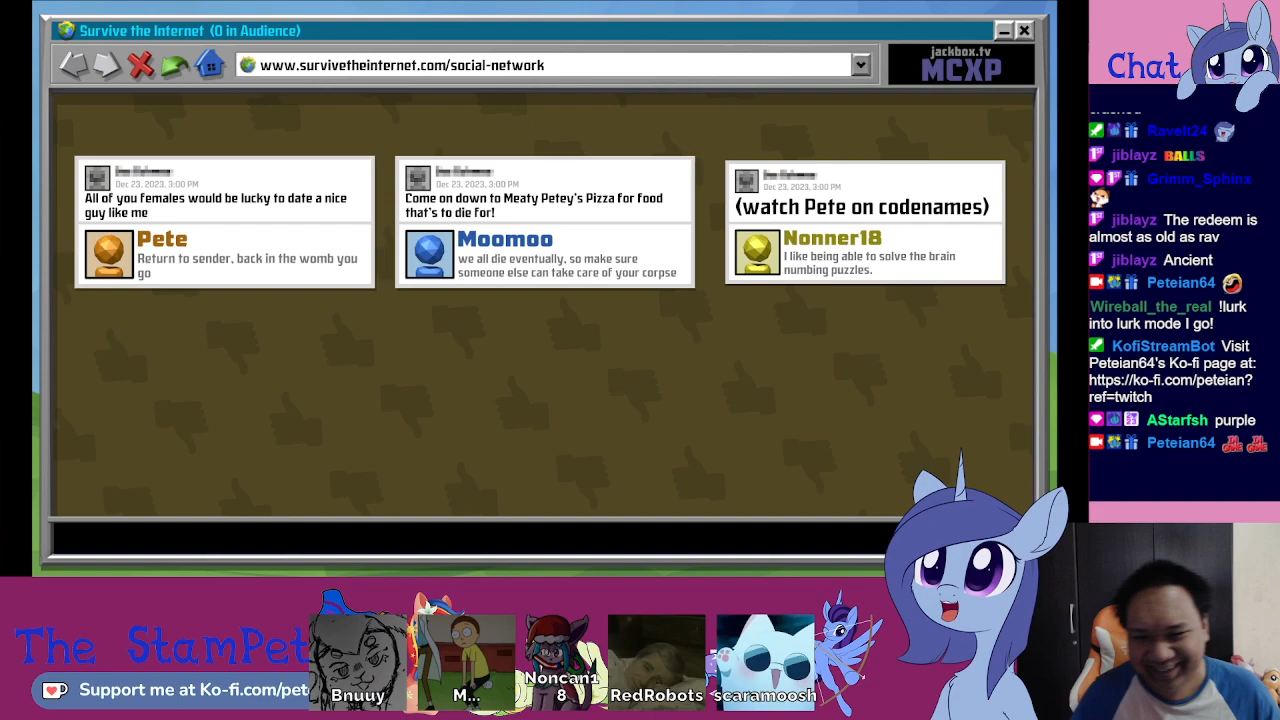 Survive the Internet (0 in Audience)
www.survivetheinternet.com/social-network
jackbox.tv
MCXP
Dec 23, 2023, 3:00 PM
All of you females would be lucky to date a nice
guy like me
Pete
Return to sender, back in the womb you
go
Dec 23, 2023, 3:00 PM
Come on down to Meaty Petey's Pizza for food
that's to die for!
Moomoo
we all die eventually, so make sure
someone else can take care of your corpse
Dec 23, 2023, 3:00 PM
(watch Pete on codenames)
Nonner18
I like being able to solve the brain
numbing puzzles.
Chat
RaveIt24
jiblayz BALLS
Grimm_Sphinx
jiblayz The redeem is
almost as old as rav
jiblayz Ancient
Peteian64
Wireball_the_real !lurk
into lurk mode I go!
KofiStreamBot Visit
Peteian64's Ko-fi page at:
https://ko-fi.com/peteian?
ref=twitch
AStarfsh purple
Peteian64
The StamPet
Support me at Ko-fi.com/pet
Bnuuy
M...
Noncan1
8
RedRobots
scaramoosh